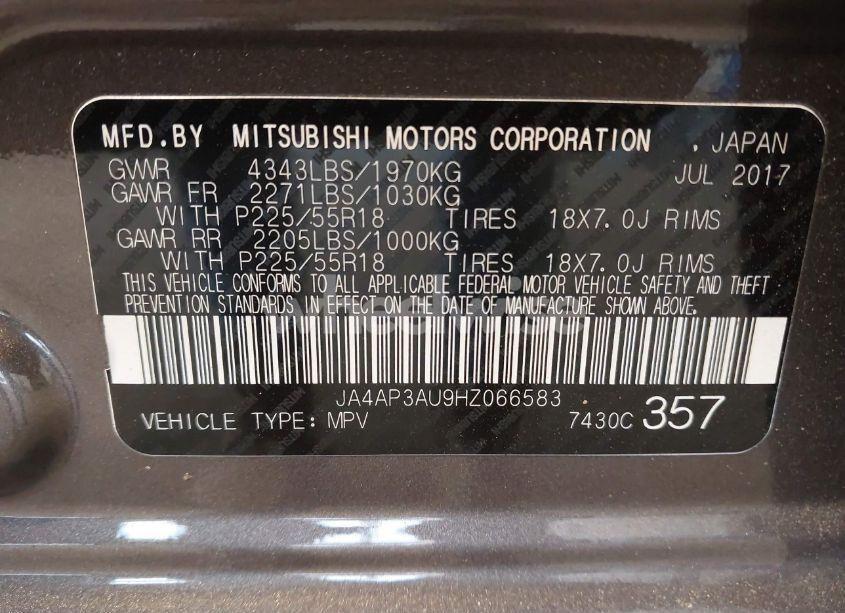 MFD.BY MITSUBISHI MOTORS CORPORATION , JAPAN
GVWR 4343LBS/1970KG JUL 2017
GAWR FR 2271LBS/1030KG
WITH P225/55R18 TIRES 18X7.0J RIMS
GAWR RR 2205LBS/1000KG
WITH P225/55R18 TIRES 18X7.0J RIMS
THIS VEHICLE CONFORMS TO ALL APPLICABLE FEDERAL MOTOR VEHICLE SAFETY AND THEFT
PREVENTION STANDARDS IN EFFECT ON THE DATE OF MANUFACTURE SHOWN ABOVE.
JA4AP3AU9HZ066583
VEHICLE TYPE: MPV 7430C 357